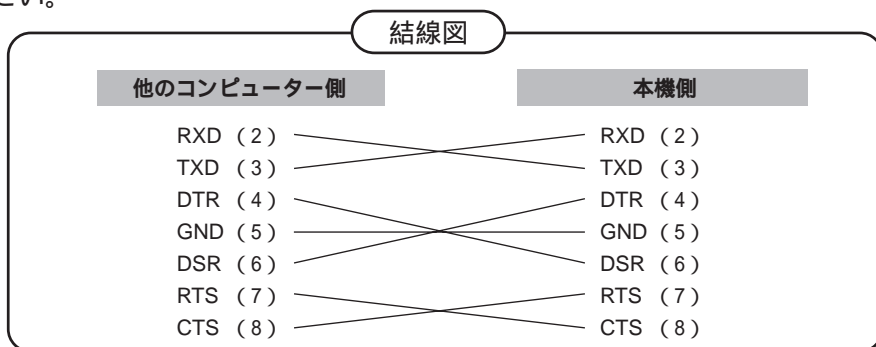 さい。
結線図
他のコンピューター側 本機側
RXD （2） RXD （2）
TXD （3） TXD （3）
DTR （4） DTR （4）
GND （5） GND （5）
DSR （6） DSR （6）
RTS （7） RTS （7）
CTS （8） CTS （8）